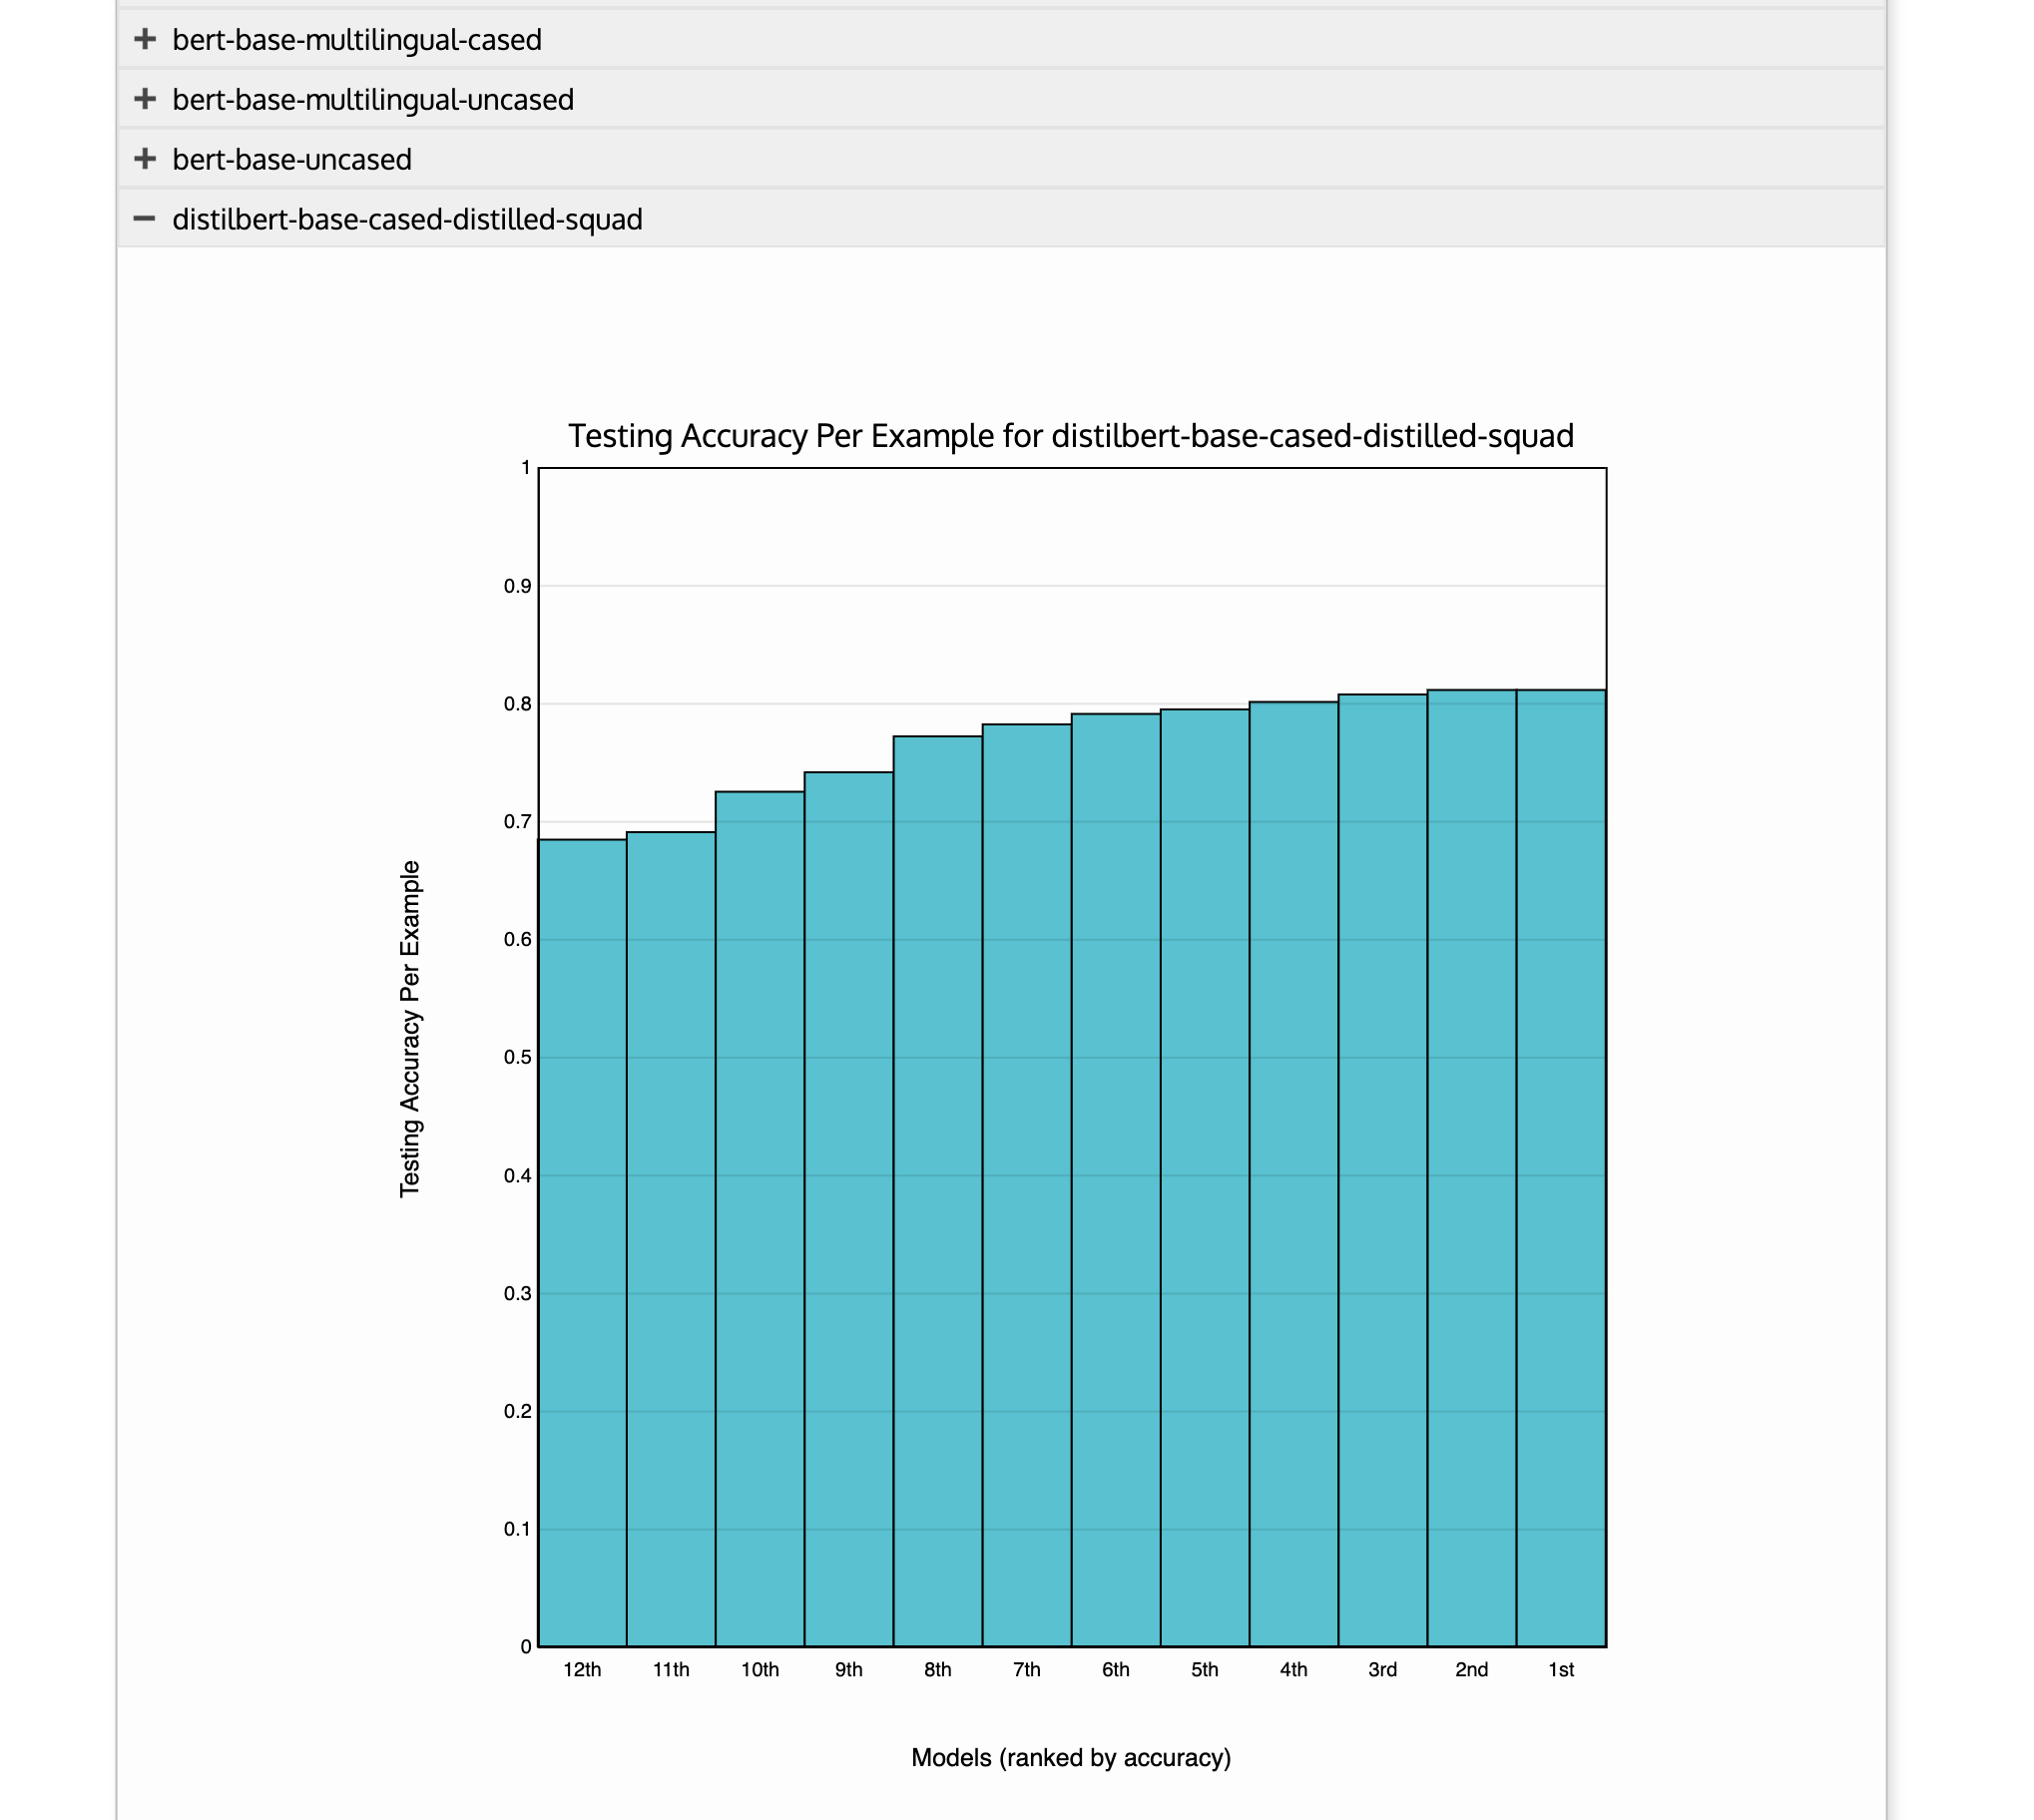 bert-base-multilingual-cased
bert-base-multilingual-uncased
bert-base-uncased
distilbert-base-cased-distilled-squad
Testing Accuracy Per Example for distilbert-base-cased-distilled-squad
1
0.9
0.8
0.7
0.6
0.5
0.4
0.3
0.2
0.1
0
Testing Accuracy Per Example
12th 11th 10th 9th 8th 7th 6th 5th 4th 3rd 2nd 1st
Models (ranked by accuracy)